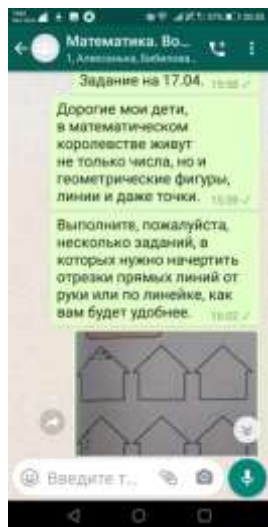 Математика. Во...
Задание на 17.04.
Дорогие мои дети,
в математическом
королевстве живут
не только числа, но и
геометрические фигуры,
линии и даже точки.
Выполните, пожалуйста,
несколько заданий, в
которых нужно начертить
отрезки прямых линий от
руки или по линейке, как
вам будет удобнее.
16:02
Введите т...